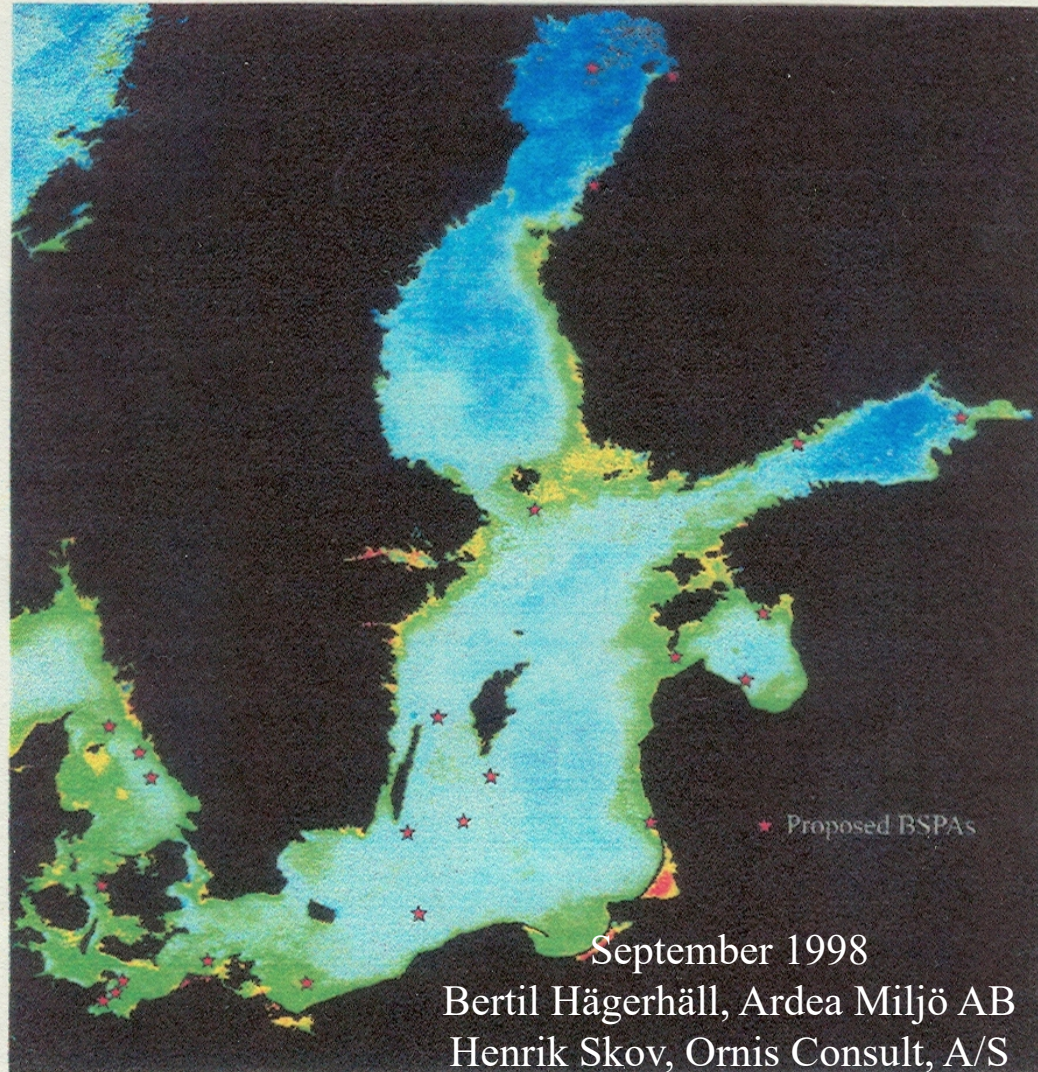 Proposed BSPAs
September 1998
Bertil Hägerhäll, Ardea Miljö AB
Henrik Skov, Ornis Consult, A/S